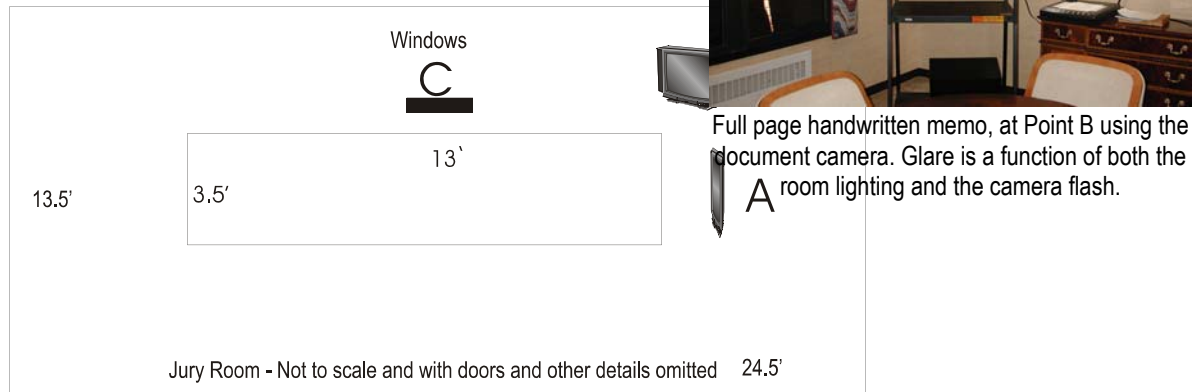 Windows
C
13`
13.5'
3.5'
A
Jury Room - Not to scale and with doors and other details omitted
24.5'
Full page handwritten memo, at Point B using the
document camera. Glare is a function of both the
room lighting and the camera flash.